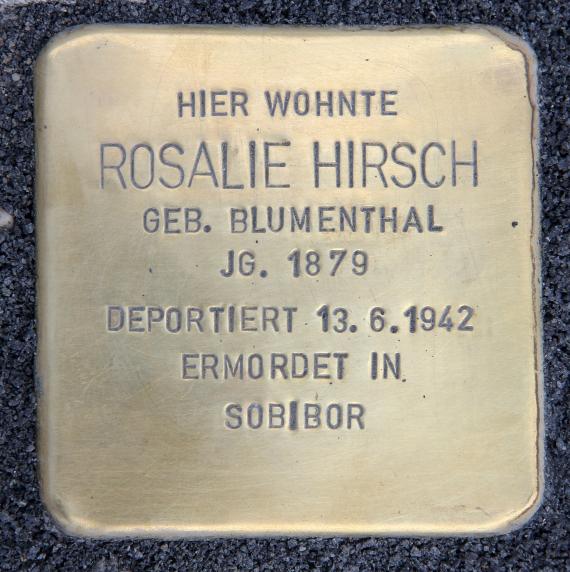 HIER WOHNTE
ROSALIE HIRSCH
GEB. BLUMENTHAL
JG. 1879
DEPORTIERT 13.6.1942
ERMORDET IN
SOBIBOR